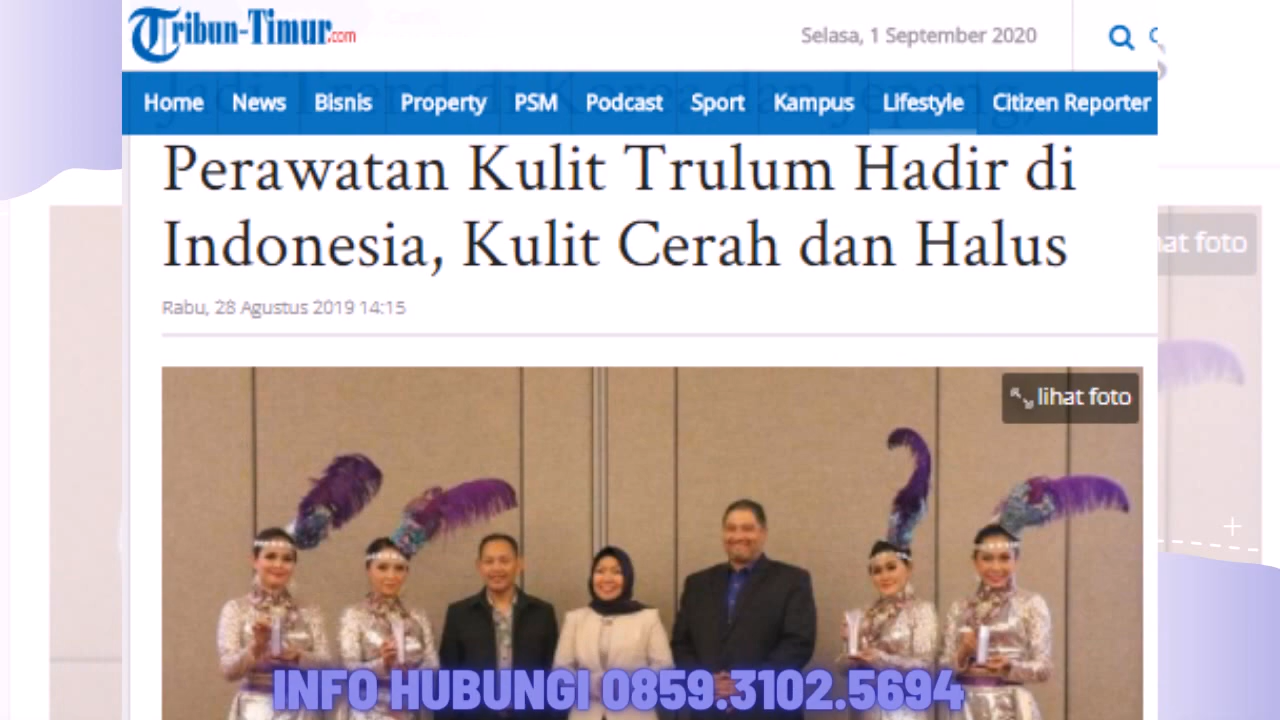 Tribun-Timur.com
Selasa, 1 September 2020
Home News Bisnis Property PSM Podcast Sport Kampus Lifestyle Citizen Reporter
Perawatan Kulit Trulum Hadir di
Indonesia, Kulit Cerah dan Halus
Rabu, 28 Agustus 2019 14:15
lihat foto
hat foto
INFO HUBUNGI 0859.3102.5694